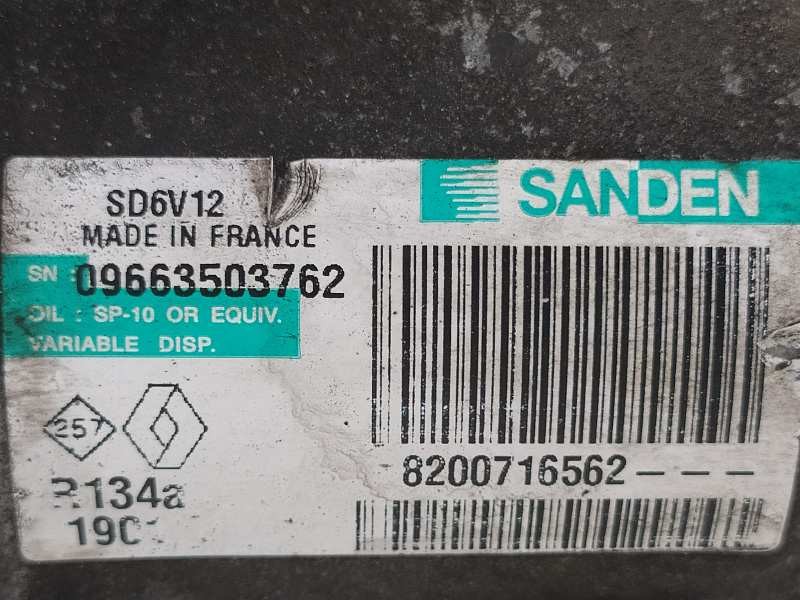 SANDEN
SD6V12
MADE IN FRANCE
SN 09663503762
OIL : SP-10 OR EQUIV.
VARIABLE DISP.
257
8200716562---
R134a